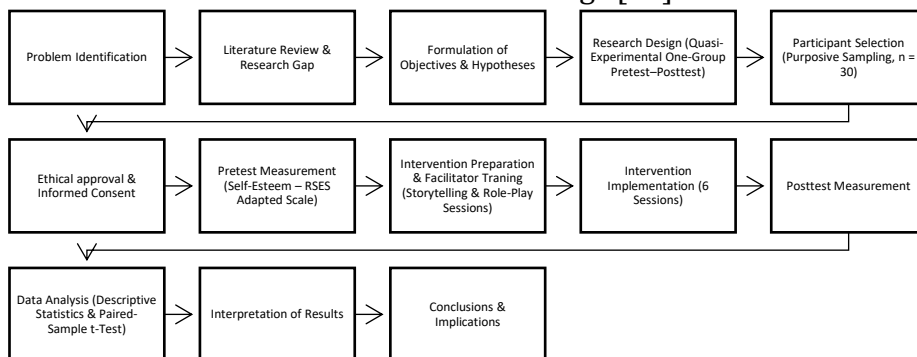 Problem Identification
Literature Review &
Research Gap
Formulation of
Objectives & Hypotheses
Research Design (Quasi-
Experimental One-Group
Pretest–Posttest)
Participant Selection
(Purposive Sampling, n =
30)
Ethical approval &
Informed Consent
Pretest Measurement
(Self-Esteem – RSES
Adapted Scale)
Intervention Preparation
& Facilitator Traning
(Storytelling & Role-Play
Sessions)
Intervention
Implementation (6
Sessions)
Posttest Measurement
Data Analysis (Descriptive
Statistics & Paired-
Sample t-Test)
Interpretation of Results
Conclusions &
Implications